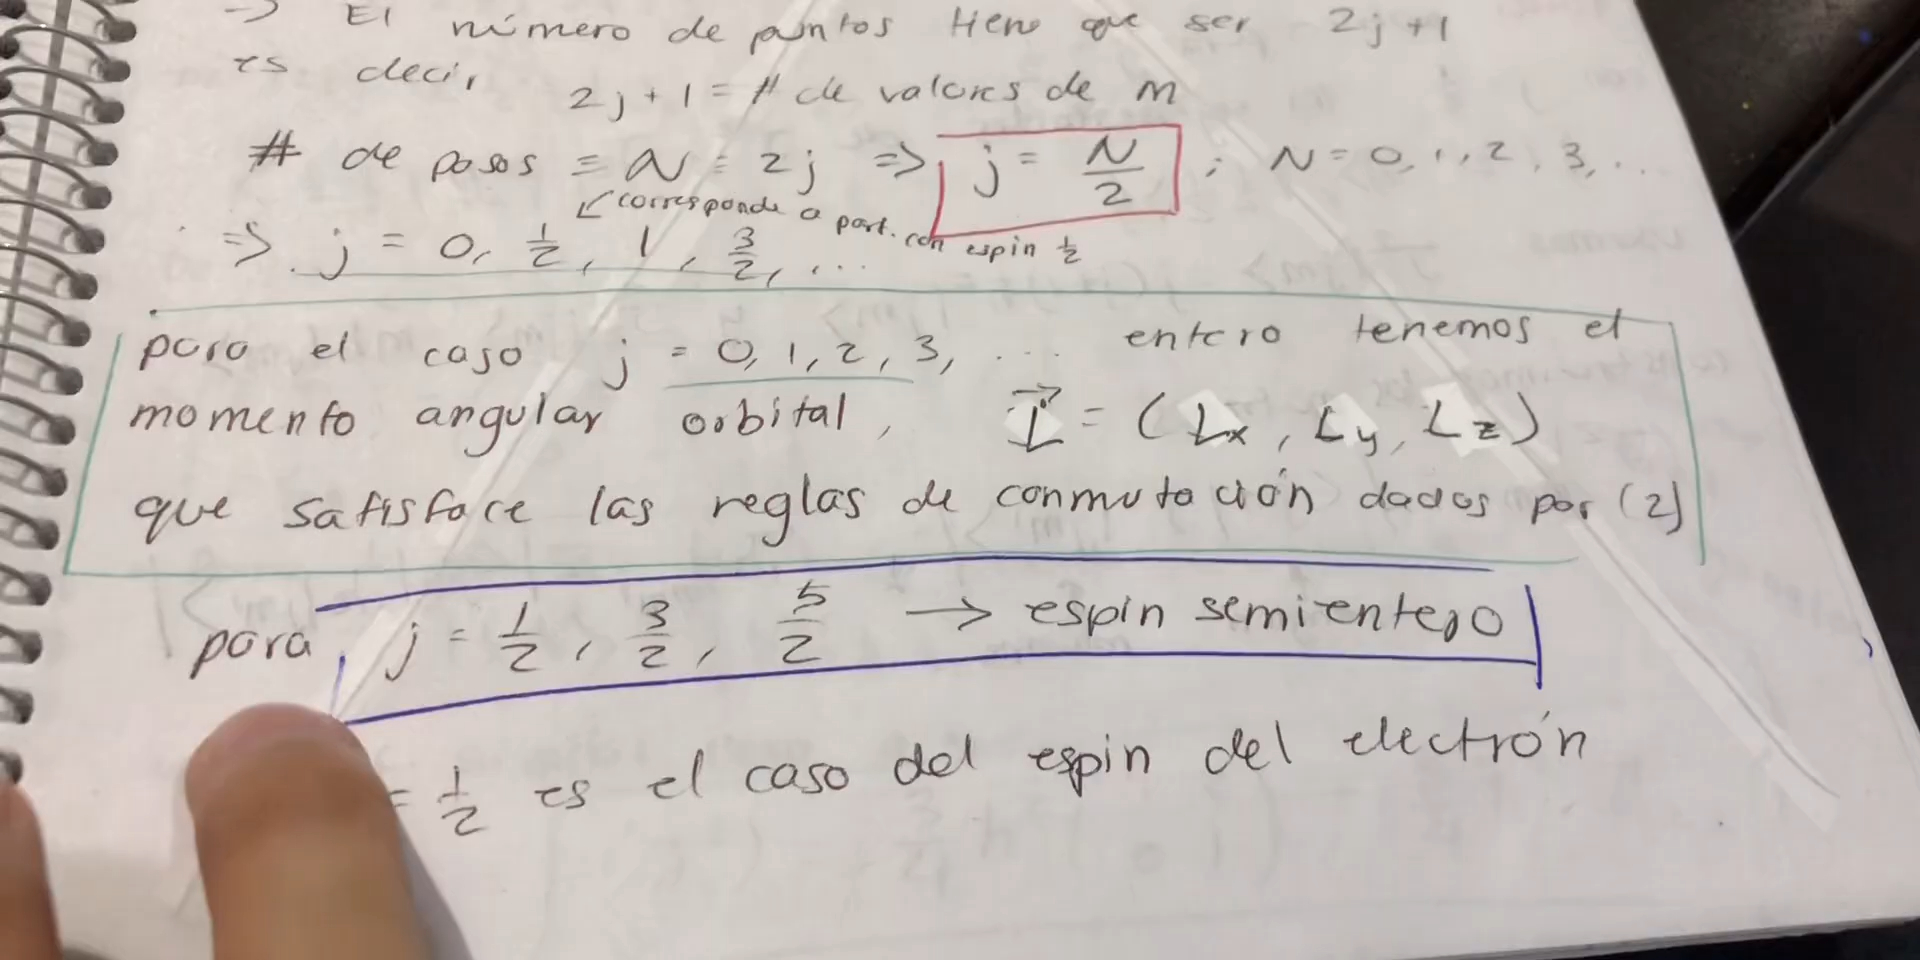 → El número de puntos tiene que ser 2j+1
es decir 2j+1 = # de valores de m
# de pasos ≡ N = 2j ⇒ j = N/2 ; N = 0, 1, 2, 3, ...
↙ corresponde a part. con espin 1/2
⇒ j = 0, 1/2, 1, 3/2, ...
para el caso j = 0, 1, 2, 3, ... entero tenemos el
momento angular orbital, L⃗ = (Lx, Ly, Lz)
que satisface las reglas de conmutación dadas por (2)
para j = 1/2, 3/2, 5/2 → espin semientero
= 1/2 es el caso del espin del electrón